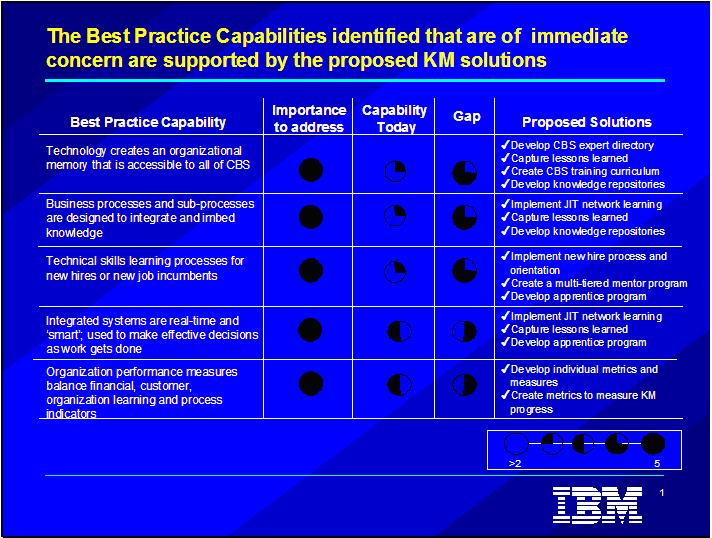 The Best Practice Capabilities identified that are of immediate
concern are supported by the proposed KM solutions
Best Practice Capability
Importance
to address
Capability
Today
Gap
Proposed Solutions
Technology creates an organizational
memory that is accessible to all of CBS
✓Develop CBS expert directory
✓Capture lessons learned
✓Create CBS training curriculum
✓Develop knowledge repositories
Business processes and sub-processes
are designed to integrate and imbed
knowledge
✓Implement JIT network learning
✓Capture lessons learned
✓Develop knowledge repositories
Technical skills learning processes for
new hires or new job incumbents
✓Implement new hire process and
orientation
✓Create a multi-tiered mentor program
✓Develop apprentice program
Integrated systems are real-time and
‘smart’; used to make effective decisions
as work gets done
✓Implement JIT network learning
✓Capture lessons learned
✓Develop apprentice program
Organization performance measures
balance financial, customer,
organization learning and process
indicators
✓Develop individual metrics and
measures
✓Create metrics to measure KM
progress
>2 5
1
IBM